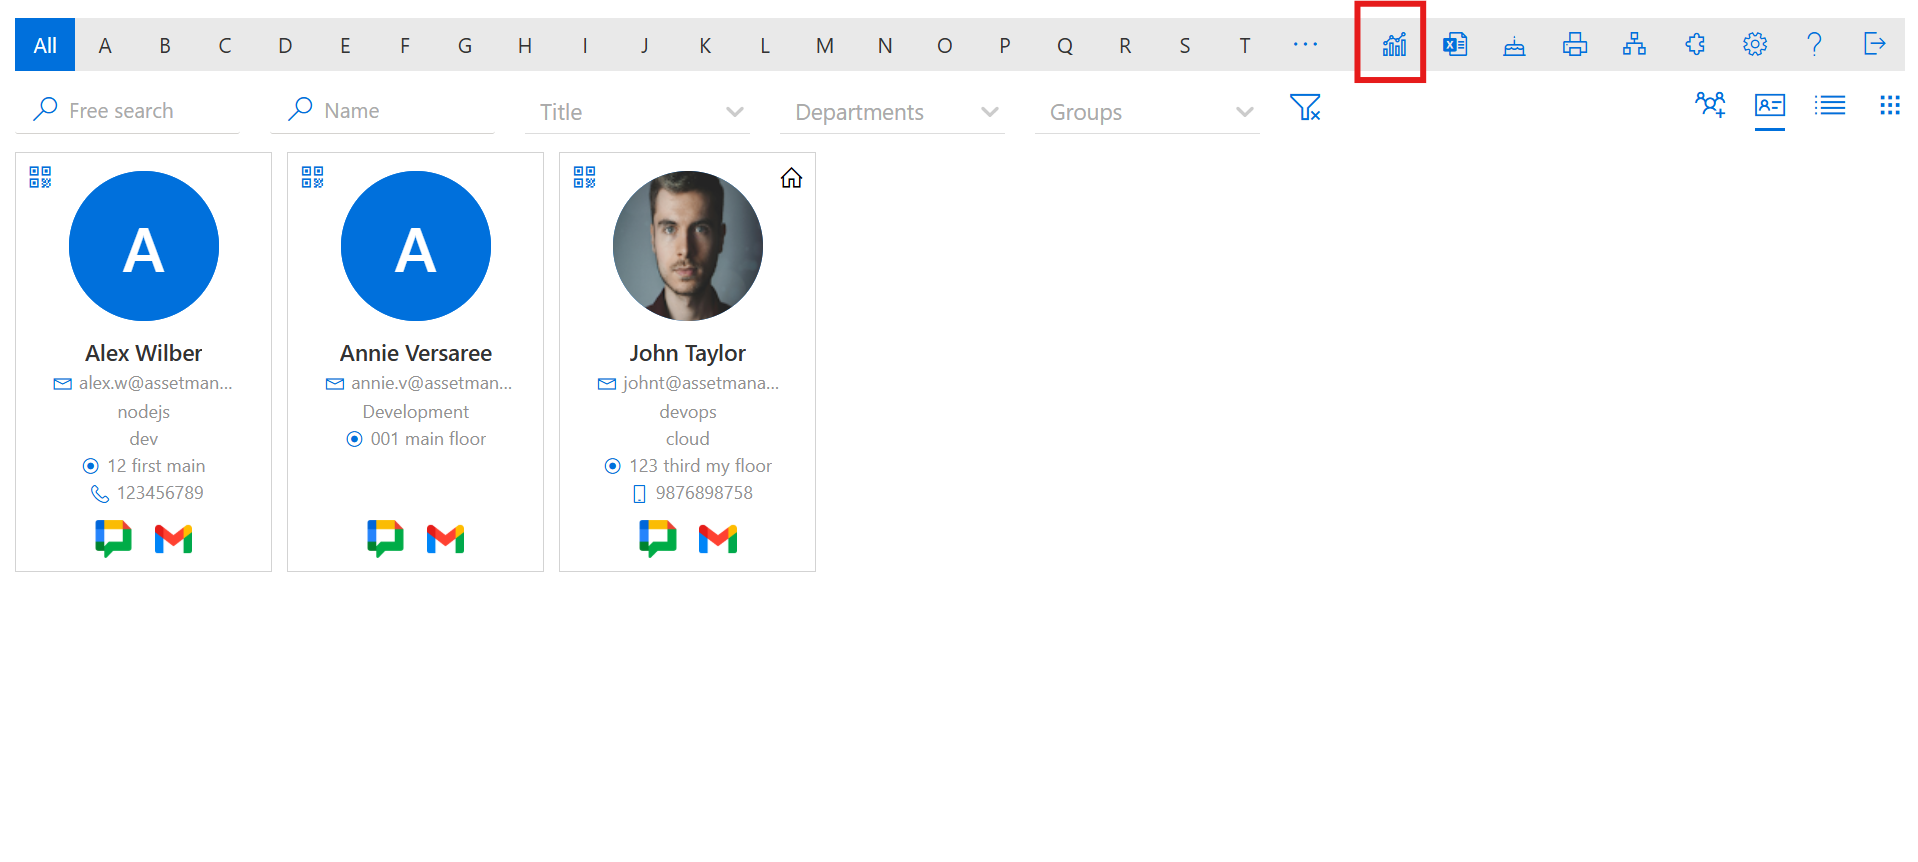 All A B C D E F G H I J K L M N O P Q R S T ...
Free search Name Title Departments Groups
A
Alex Wilber
alex.w@assetman...
nodejs
dev
12 first main
123456789
A
Annie Versaree
annie.v@assetman...
Development
001 main floor
John Taylor
johnt@assetmana...
devops
cloud
123 third my floor
9876898758